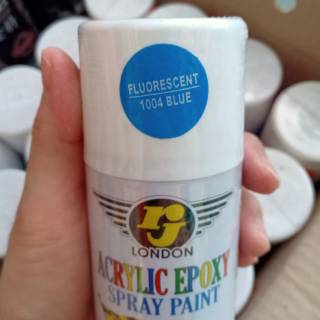 FLUORESCENT
1004 BLUE
rj
LONDON
ACRYLIC EPOXY
SPRAY PAINT